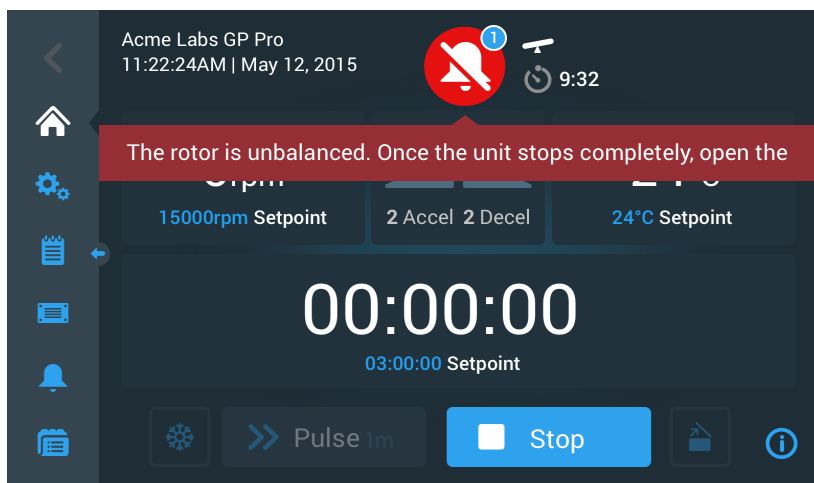 Acme Labs GP Pro
11:22:24AM | May 12, 2015
1
9:32
The rotor is unbalanced. Once the unit stops completely, open the
rpm
15000rpm Setpoint
2 Accel 2 Decel
24°C Setpoint
00:00:00
03:00:00 Setpoint
Pulse 1m
Stop